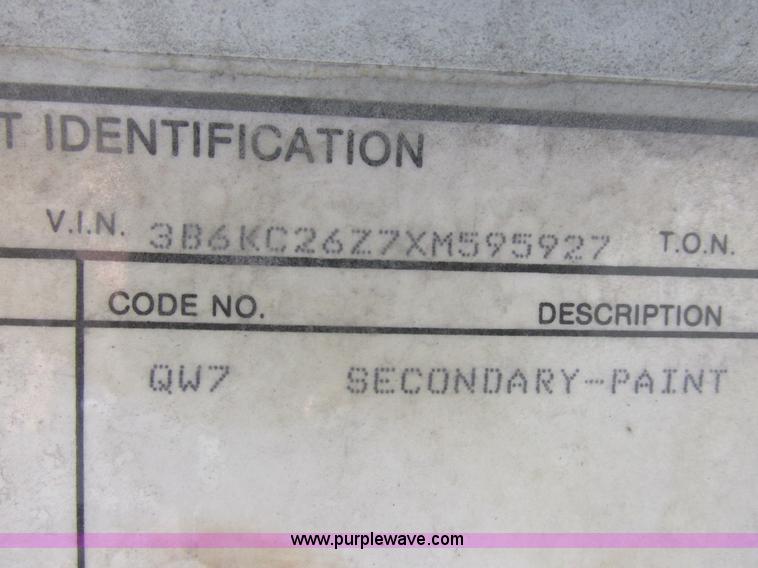 T IDENTIFICATION
V.I.N. 3B6KC26Z7XM595927 T.O.N.
CODE NO. DESCRIPTION
QW7 SECONDARY-PAINT
www.purplewave.com